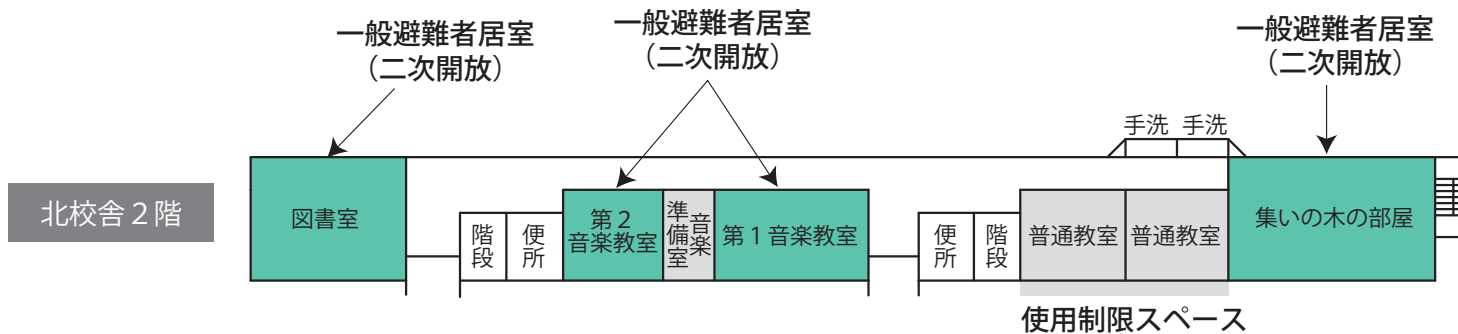 一般避難者居室
（二次開放）
一般避難者居室
（二次開放）
一般避難者居室
（二次開放）
手洗
手洗
北校舎２階
図書室
階段
便所
第２
音楽教室
音楽
準備室
第１音楽教室
便所
階段
普通教室
普通教室
集いの木の部屋
使用制限スペース